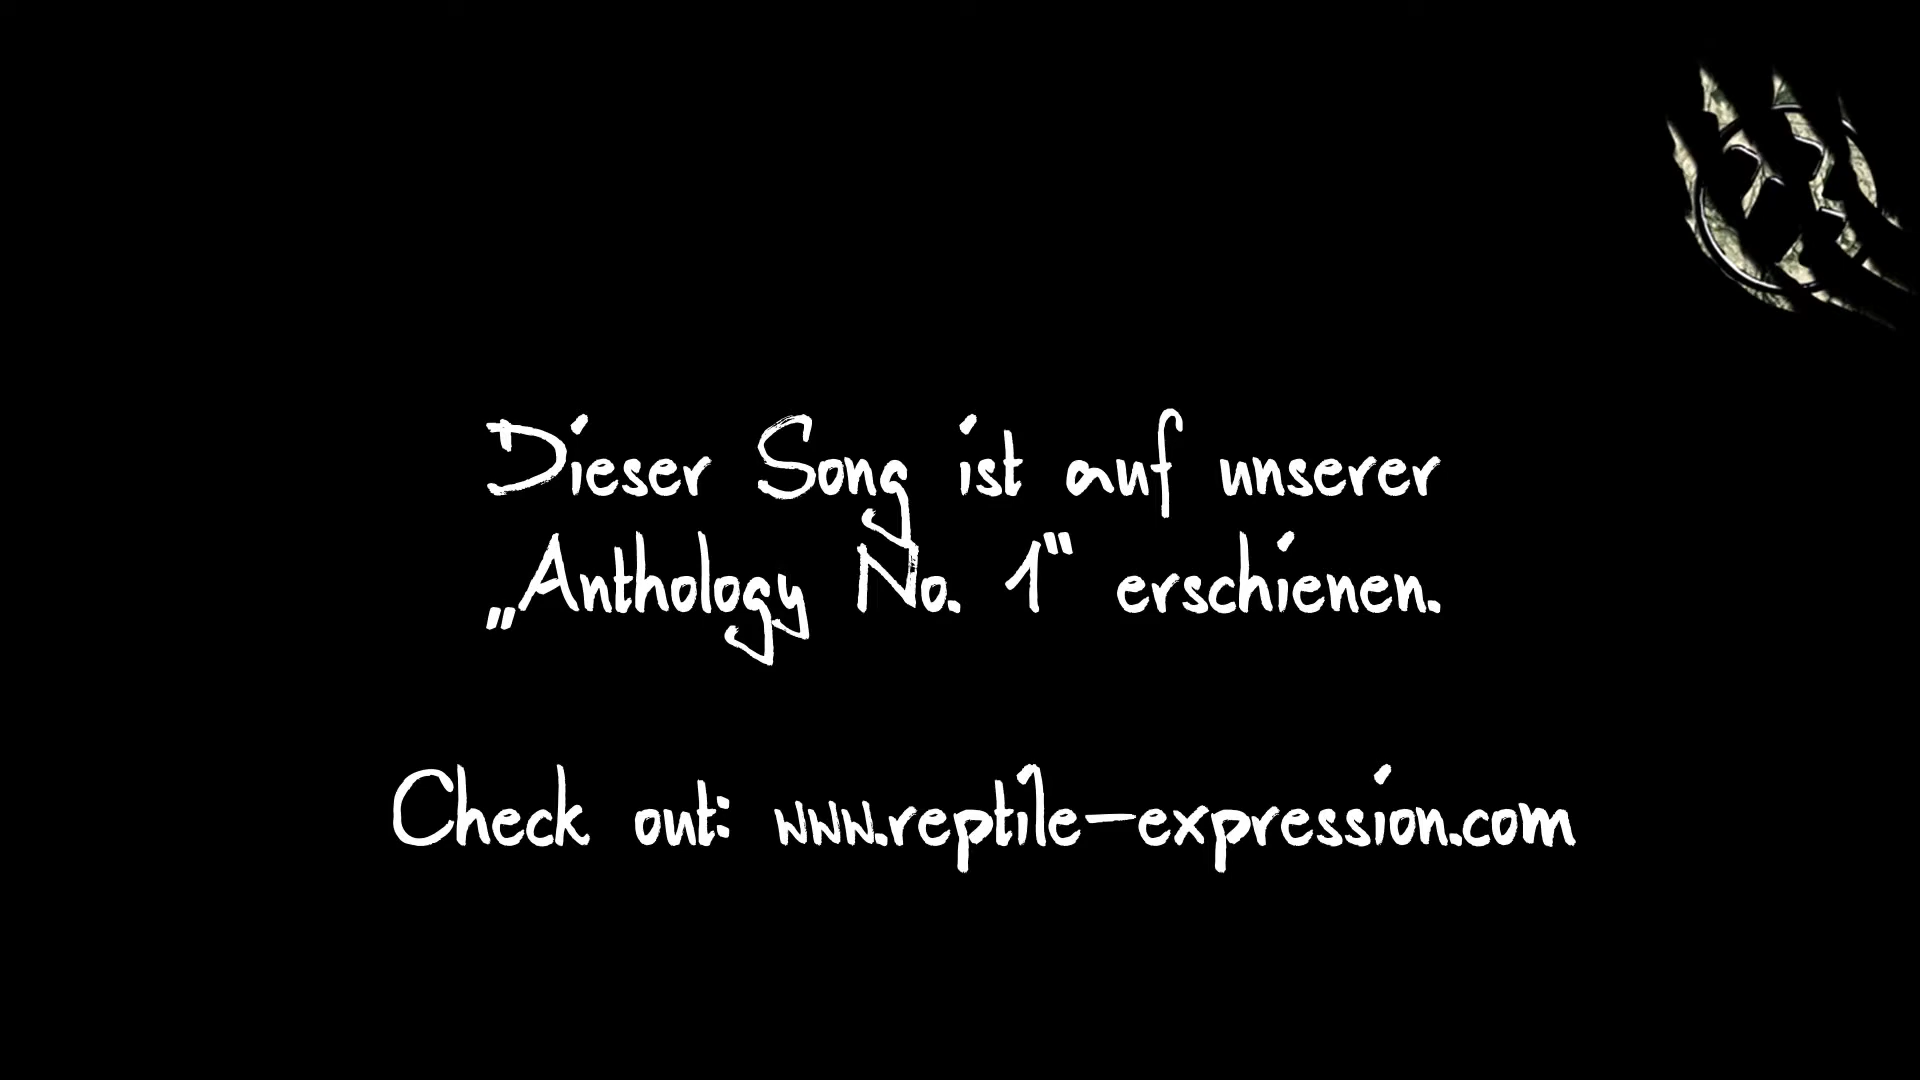 Dieser Song ist auf unserer
„Anthology No. 1“ erschienen.
Check out: www.reptile-expression.com